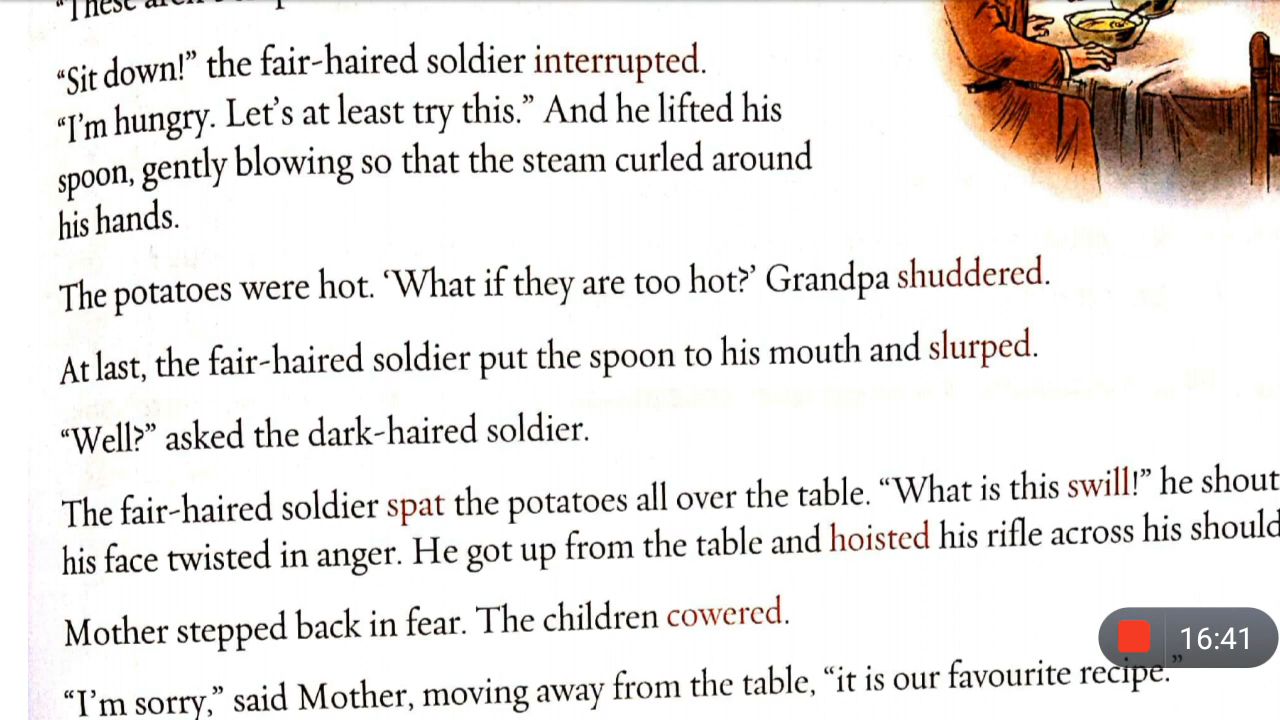 "These
"Sit down!" the fair-haired soldier interrupted.
"I'm hungry. Let's at least try this." And he lifted his
spoon, gently blowing so that the steam curled around
his hands.
The potatoes were hot. 'What if they are too hot?' Grandpa shuddered.
At last, the fair-haired soldier put the spoon to his mouth and slurped.
"Well?" asked the dark-haired soldier.
The fair-haired soldier spat the potatoes all over the table. "What is this swill!" he shout
his face twisted in anger. He got up from the table and hoisted his rifle across his should
Mother stepped back in fear. The children cowered.
16:41
"I'm sorry," said Mother, moving away from the table, "it is our favourite recipe."